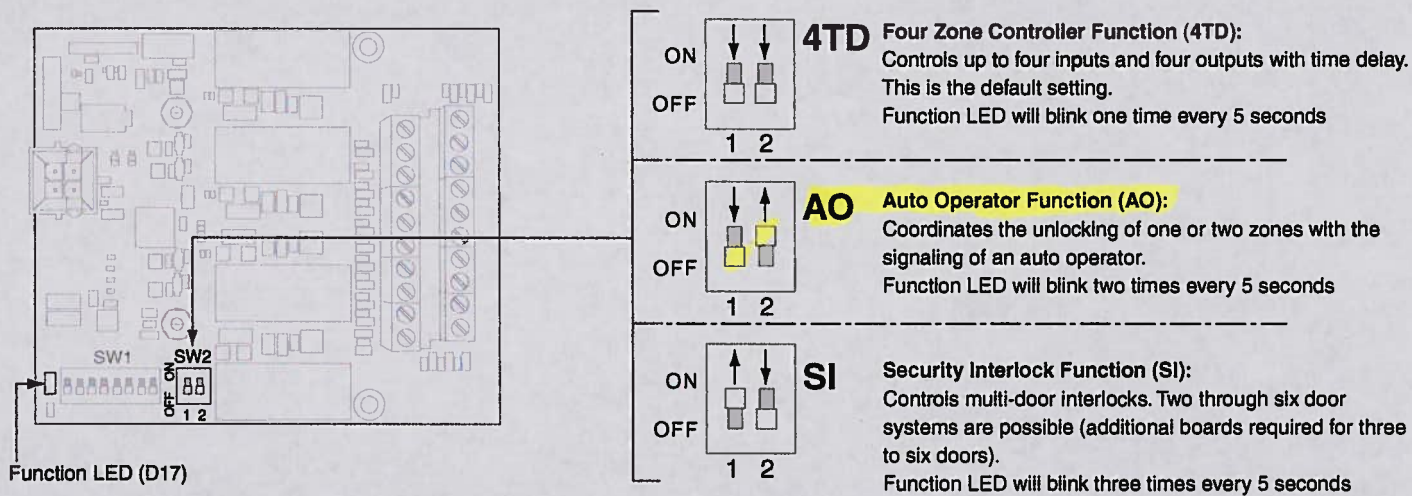 SW1
SW2
ON
OFF
1 2
Function LED (D17)
ON
OFF
1 2
4TD
Four Zone Controller Function (4TD):
Controls up to four inputs and four outputs with time delay.
This is the default setting.
Function LED will blink one time every 5 seconds
ON
OFF
1 2
AO
Auto Operator Function (AO):
Coordinates the unlocking of one or two zones with the
signaling of an auto operator.
Function LED will blink two times every 5 seconds
ON
OFF
1 2
SI
Security Interlock Function (SI):
Controls multi-door interlocks. Two through six door
systems are possible (additional boards required for three
to six doors).
Function LED will blink three times every 5 seconds